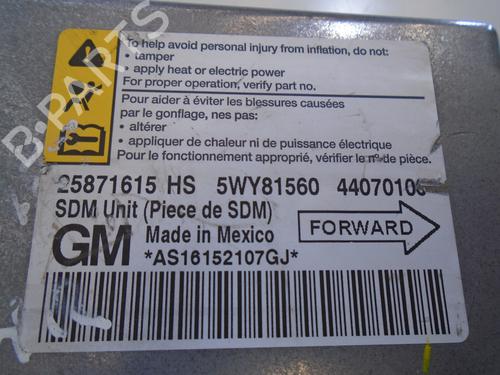 To help avoid personal injury from inflation, do not:
• tamper
• apply heat or electric power
For proper operation, verify part no.
Pour aider à éviter les blessures causées
par le gonflage, nes pas:
• altérer
• appliquer de chaleur ni de puissance électrique
Pour le fonctionnement approprié, vérifier le nº de pièce.
25871615 HS 5WY81560 44070106
SDM Unit (Piece de SDM)
GM Made in Mexico
FORWARD
*AS16152107GJ*
B-PARTS